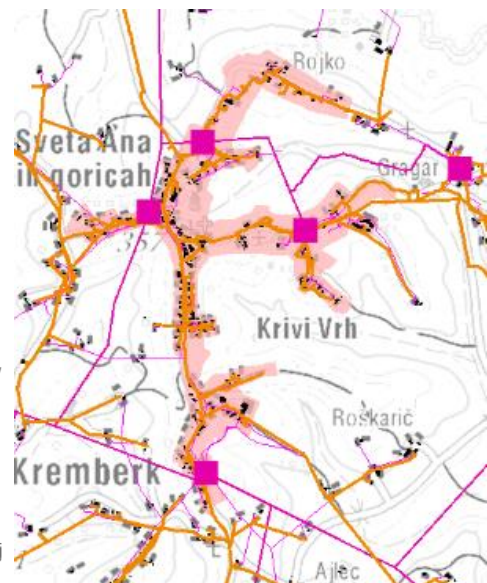 Rojko
Sveta Ana
in goricah
Gragar
357
Krivi Vrh
Roškarič
Kremberk
Ajlec